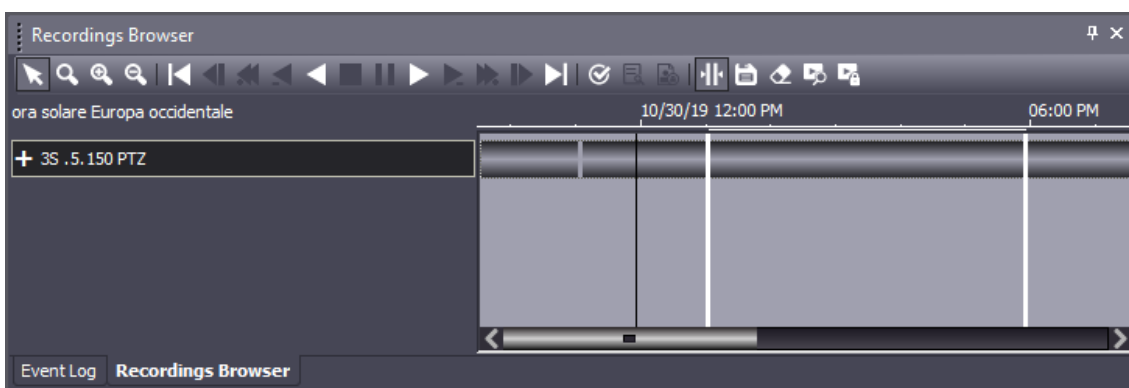 Recordings Browser
ora solare Europa occidentale
10/30/19 12:00 PM
06:00 PM
3S .5.150 PTZ
Event Log
Recordings Browser